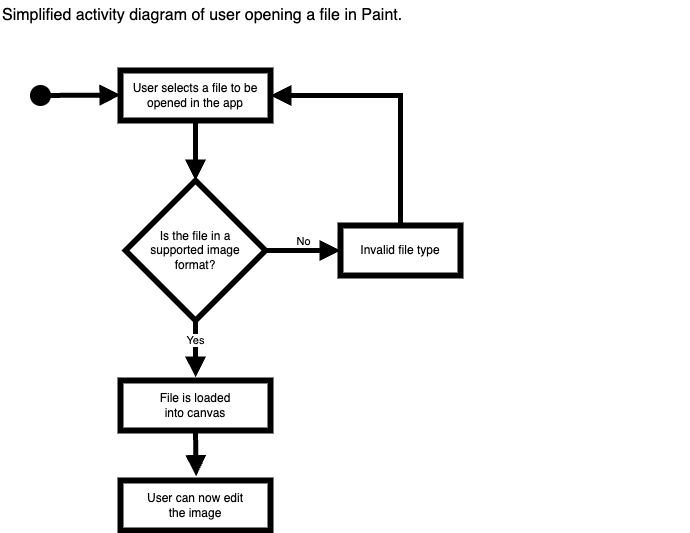 Simplified activity diagram of user opening a file in Paint.
User selects a file to be
opened in the app
Is the file in a
supported image
format?
No
Invalid file type
Yes
File is loaded
into canvas
User can now edit
the image